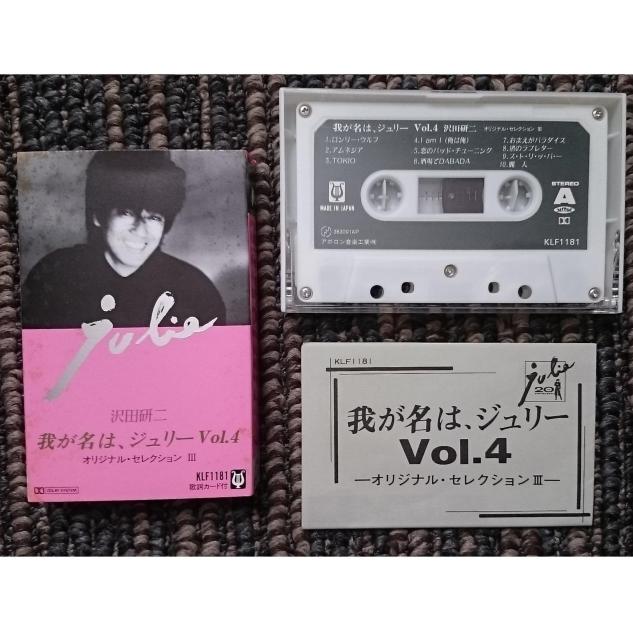 julie
沢田研二
我が名は、ジュリー Vol.4
オリジナル・セレクション III
DOLBY SYSTEM
KLF1181
歌詞カード付
我が名は、ジュリー Vol.4 沢田研二 オリジナル・セレクション III
1.ロンリー・ウルフ
2.アムネジア
3.TOKIO
4.I am I (俺は俺)
5.恋のバッド・チューニング
6.酒場でDABADA
7.おまえがパラダイス
8.渚のラブレター
9.ス・ト・リ・ッ・パ・ー
10.麗人
MADE IN JAPAN
STEREO
A
383091AP
アポロン音楽工業㈱
KLF1181
KLF1181
julie
20
我が名は、ジュリー
Vol.4
―オリジナル・セレクションIII―